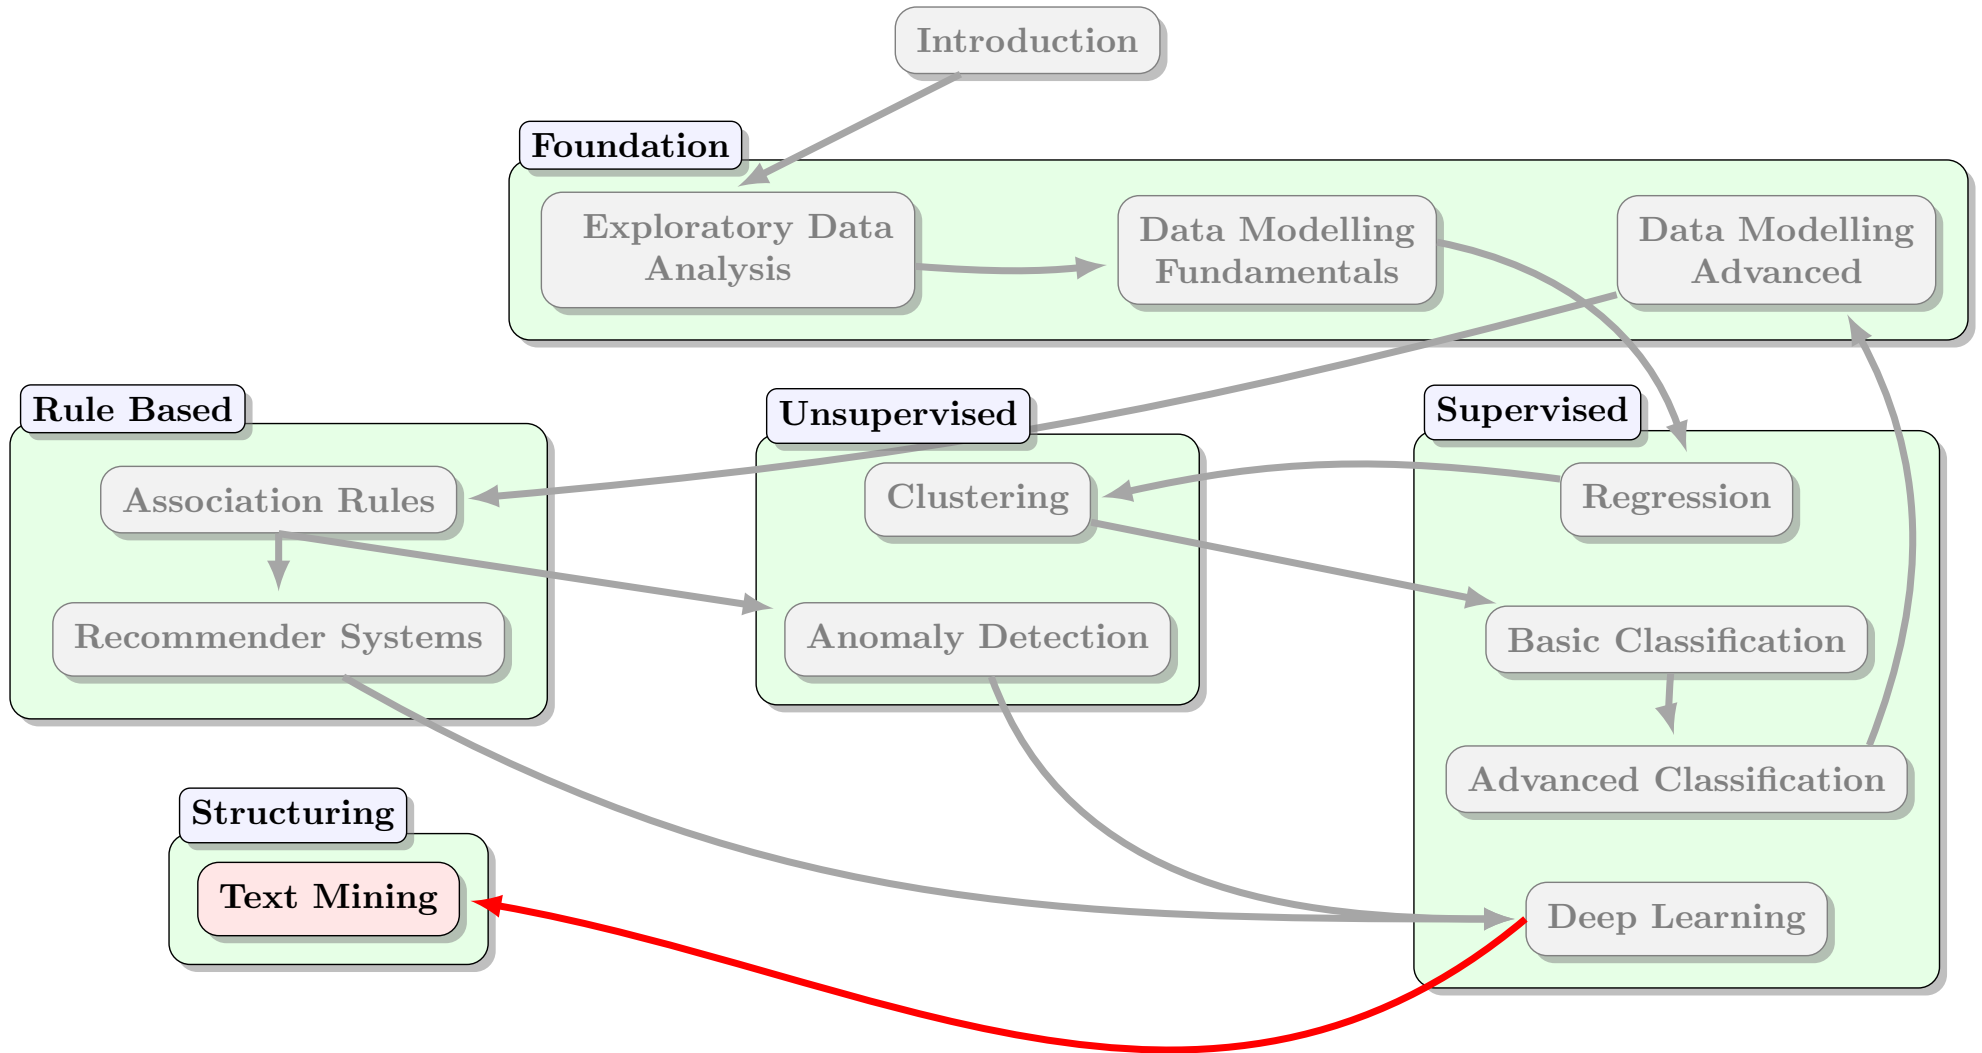 Introduction
Foundation
Exploratory Data
Analysis
Data Modelling
Fundamentals
Data Modelling
Advanced
Rule Based
Association Rules
Recommender Systems
Unsupervised
Clustering
Anomaly Detection
Supervised
Regression
Basic Classification
Advanced Classification
Deep Learning
Structuring
Text Mining